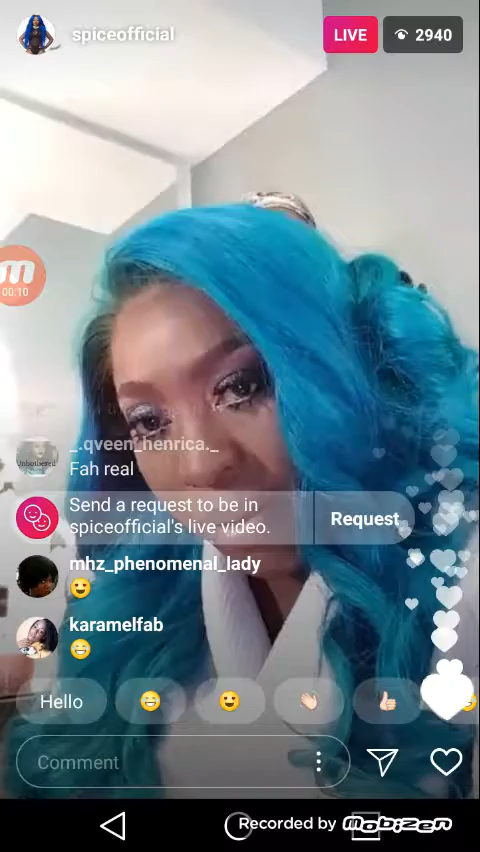 spiceofficial
LIVE
2940
00:10
_.qveen_henrica._
Fah real
Send a request to be in
spiceofficial's live video.
Request
mhz_phenomenal_lady
karamelfab
Hello
Comment
Recorded by mobizen